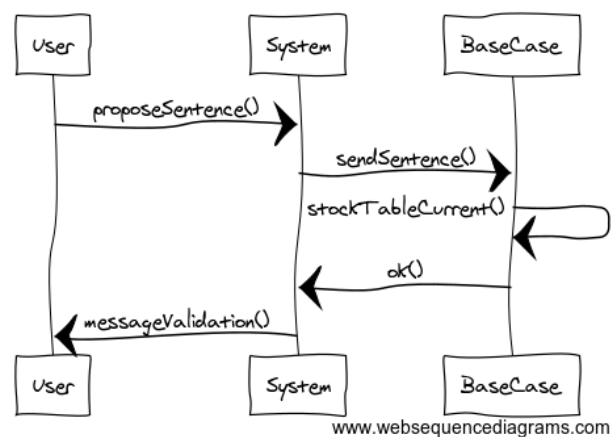 User System BaseCase
proposeSentence()
sendSentence()
stockTableCurrent()
ok()
messageValidation()
User System BaseCase
www.websequencediagrams.com